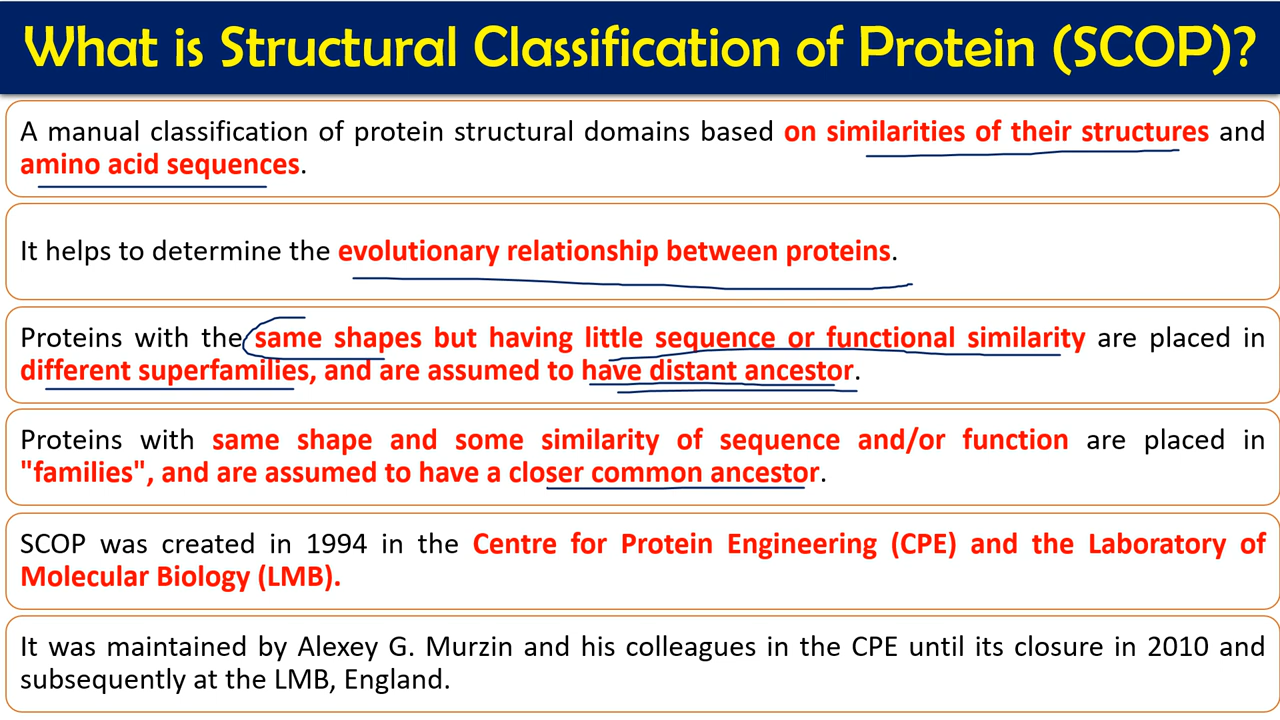 What is Structural Classification of Protein (SCOP)?
A manual classification of protein structural domains based on similarities of their structures and
amino acid sequences.
It helps to determine the evolutionary relationship between proteins.
Proteins with the same shapes but having little sequence or functional similarity are placed in
different superfamilies, and are assumed to have distant ancestor.
Proteins with same shape and some similarity of sequence and/or function are placed in
"families", and are assumed to have a closer common ancestor.
SCOP was created in 1994 in the Centre for Protein Engineering (CPE) and the Laboratory of
Molecular Biology (LMB).
It was maintained by Alexey G. Murzin and his colleagues in the CPE until its closure in 2010 and
subsequently at the LMB, England.